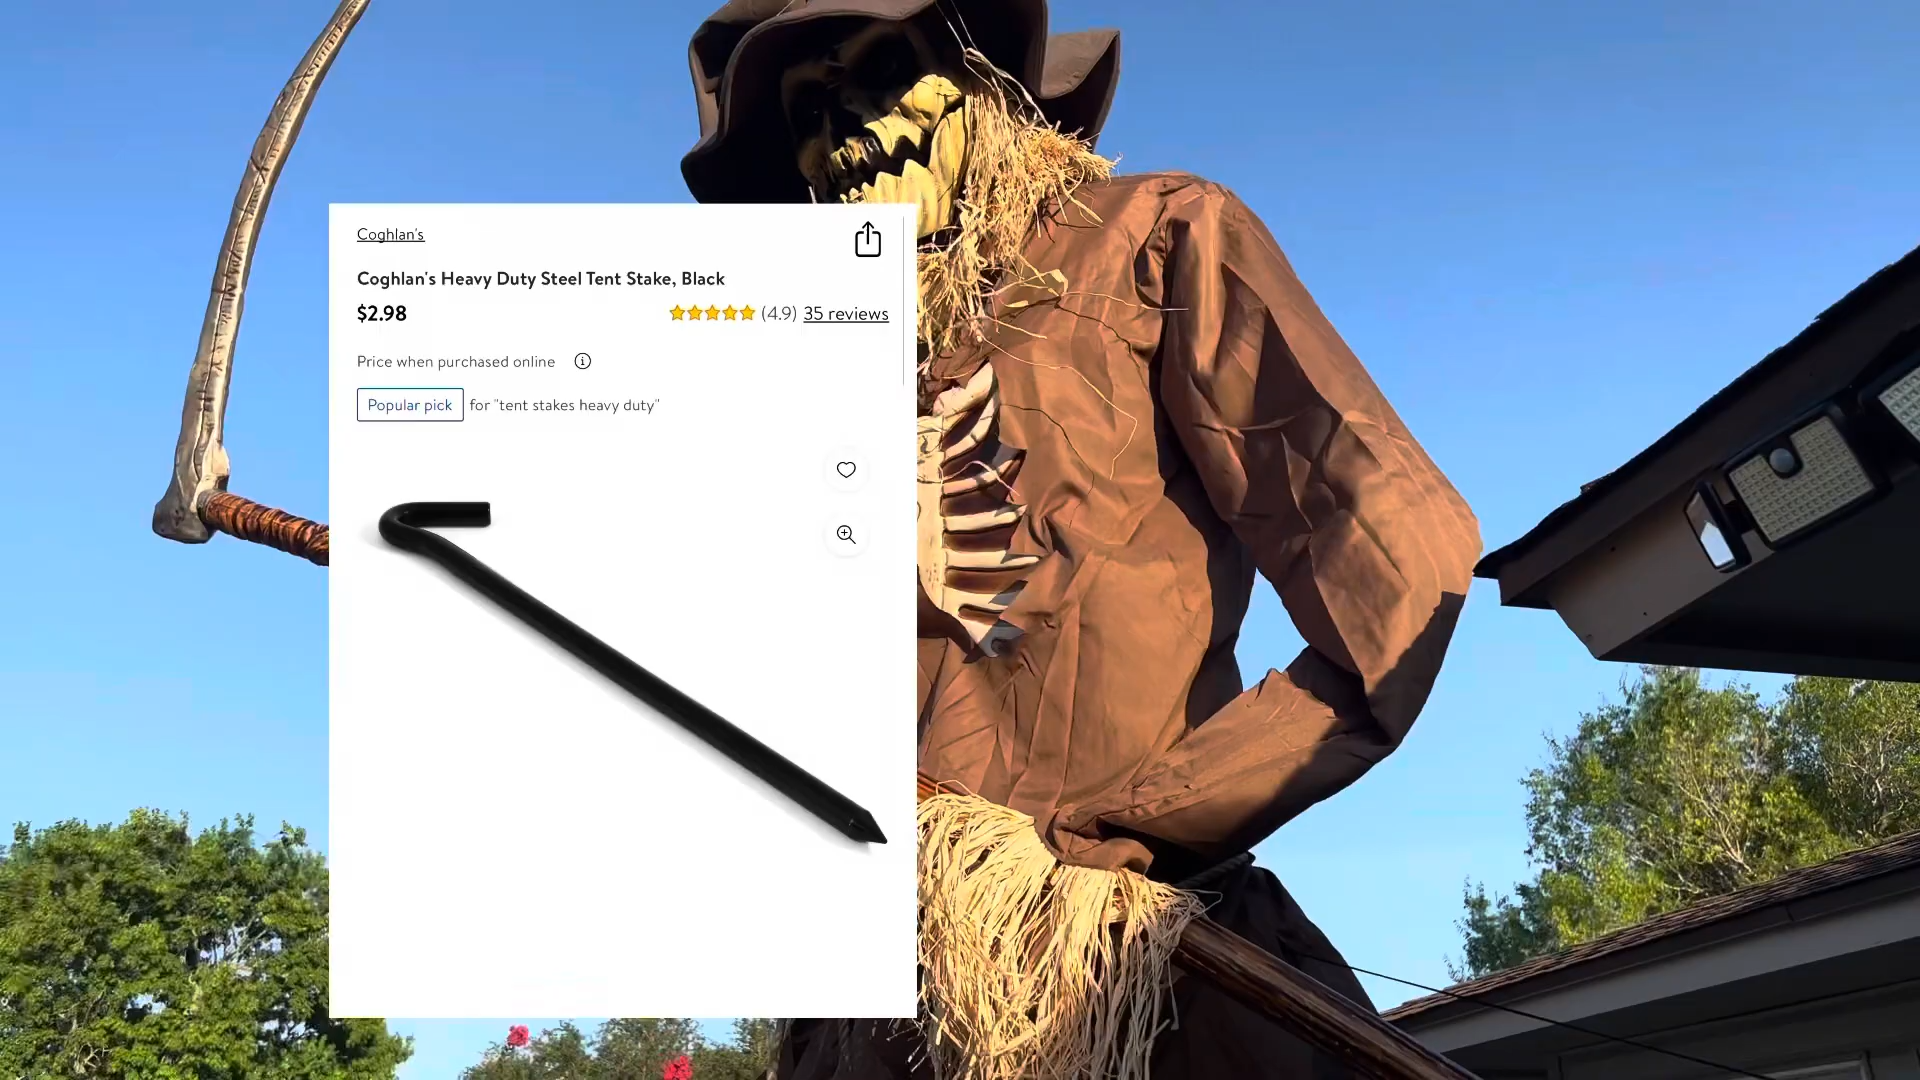 Coghlan's
Coghlan's Heavy Duty Steel Tent Stake, Black
$2.98
(4.9) 35 reviews
Price when purchased online
Popular pick for "tent stakes heavy duty"